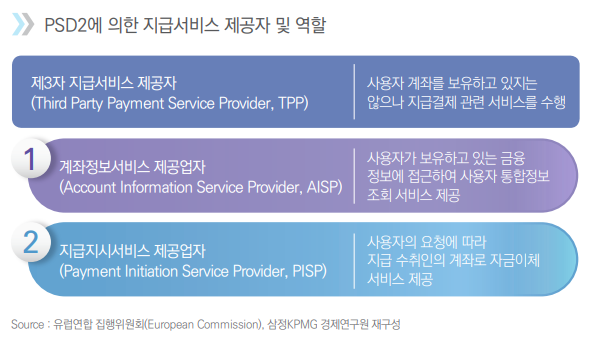 PSD2에 의한 지급서비스 제공자 및 역할
제3자 지급서비스 제공자
(Third Party Payment Service Provider, TPP)
사용자 계좌를 보유하고 있지는
않으나 지급결제 관련 서비스를 수행
1
계좌정보서비스 제공업자
(Account Information Service Provider, AISP)
사용자가 보유하고 있는 금융
정보에 접근하여 사용자 통합정보
조회 서비스 제공
2
지급지시서비스 제공업자
(Payment Initiation Service Provider, PISP)
사용자의 요청에 따라
지급 수취인의 계좌로 자금이체
서비스 제공
Source : 유럽연합 집행위원회(European Commission), 삼정KPMG 경제연구원 재구성